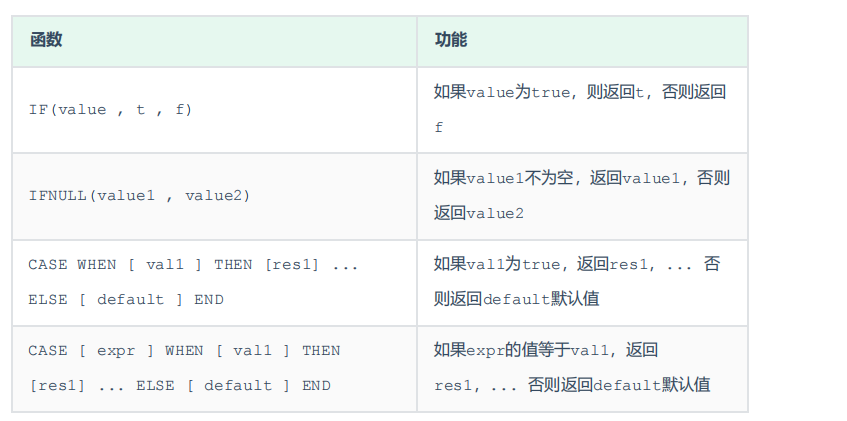 函数
功能
IF(value , t , f)
如果value为true，则返回t，否则返回
f
IFNULL(value1 , value2)
如果value1不为空，返回value1，否则
返回value2
CASE WHEN [ val1 ] THEN [res1] ...
ELSE [ default ] END
如果val1为true，返回res1，... 否
则返回default默认值
CASE [ expr ] WHEN [ val1 ] THEN
[res1] ... ELSE [ default ] END
如果expr的值等于val1，返回
res1，... 否则返回default默认值